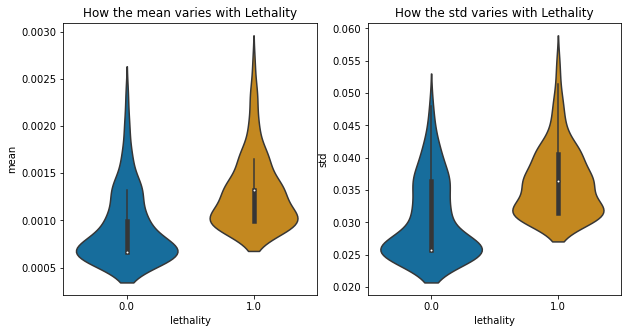 How the mean varies with Lethality
0.0030
0.0025
0.0020
0.0015
0.0010
0.0005
mean
0.0 1.0
lethality
How the std varies with Lethality
0.060
0.055
0.050
0.045
0.040
0.035
0.030
0.025
0.020
std
0.0 1.0
lethality